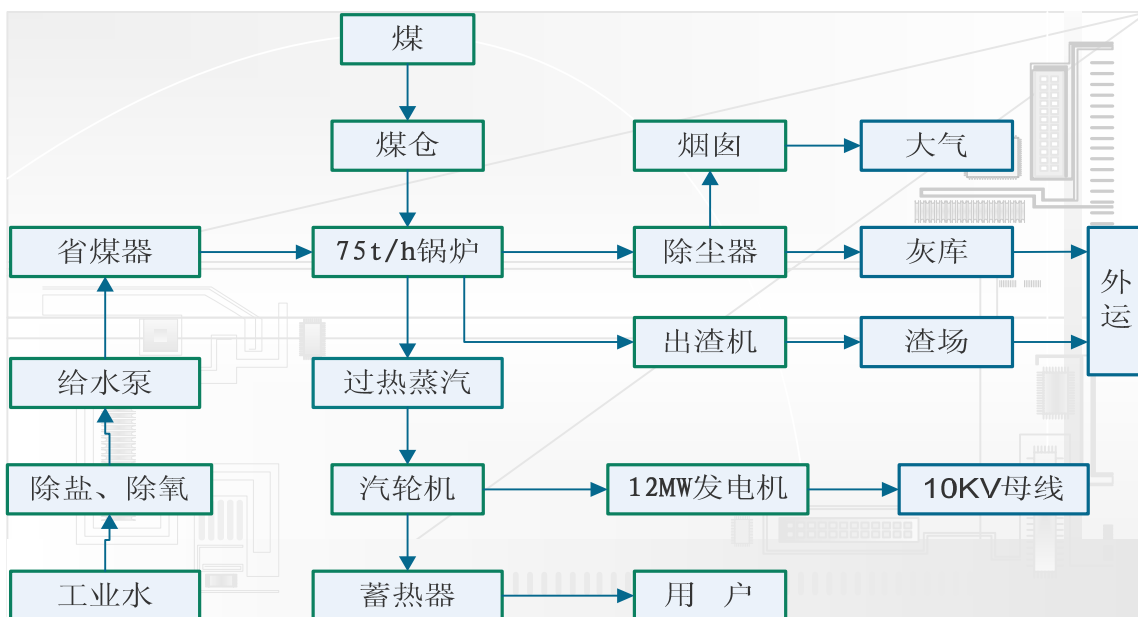 煤
煤仓
烟囱
大气
省煤器
75t/h锅炉
除尘器
灰库
外运
出渣机
渣场
给水泵
过热蒸汽
除盐、除氧
汽轮机
12MW发电机
10KV母线
工业水
蓄热器
用 户